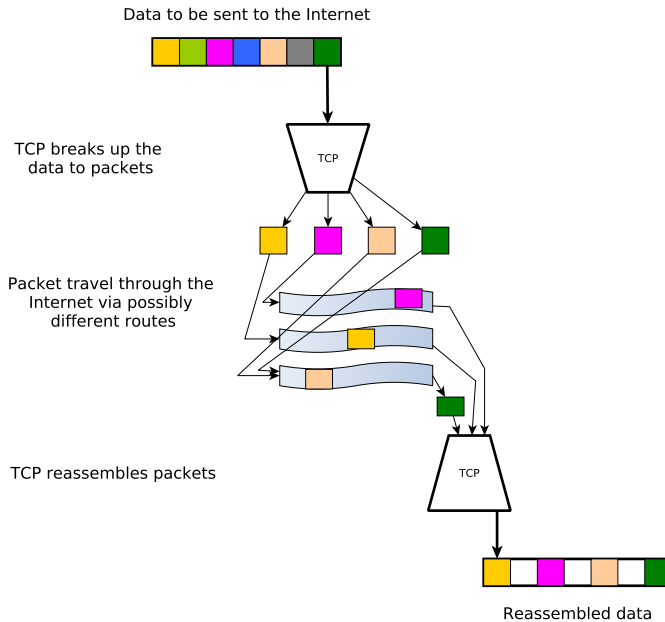 Data to be sent to the Internet
TCP
TCP breaks up the
data to packets
Packet travel through the
Internet via possibly
different routes
TCP reassembles packets
TCP
Reassembled data